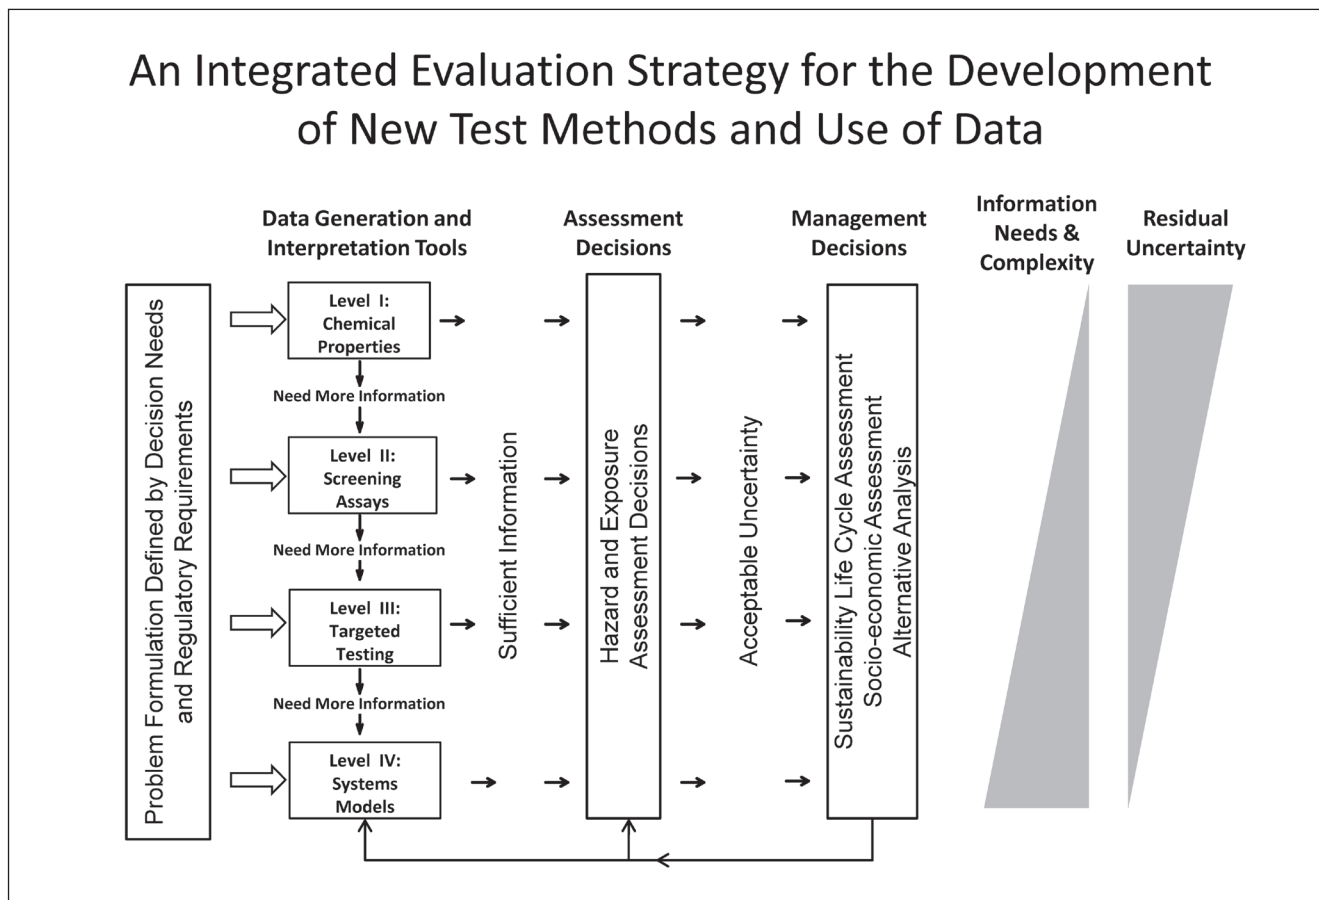 An Integrated Evaluation Strategy for the Development
of New Test Methods and Use of Data
Data Generation and
Interpretation Tools
Assessment
Decisions
Management
Decisions
Information
Needs &
Complexity
Residual
Uncertainty
Problem Formulation Defined by Decision Needs
and Regulatory Requirements
Level I:
Chemical
Properties
Need More Information
Level II:
Screening
Assays
Need More Information
Level III:
Targeted
Testing
Need More Information
Level IV:
Systems
Models
Sufficient Information
Hazard and Exposure
Assessment Decisions
Acceptable Uncertainty
Sustainability Life Cycle Assessment
Socio-economic Assessment
Alternative Analysis